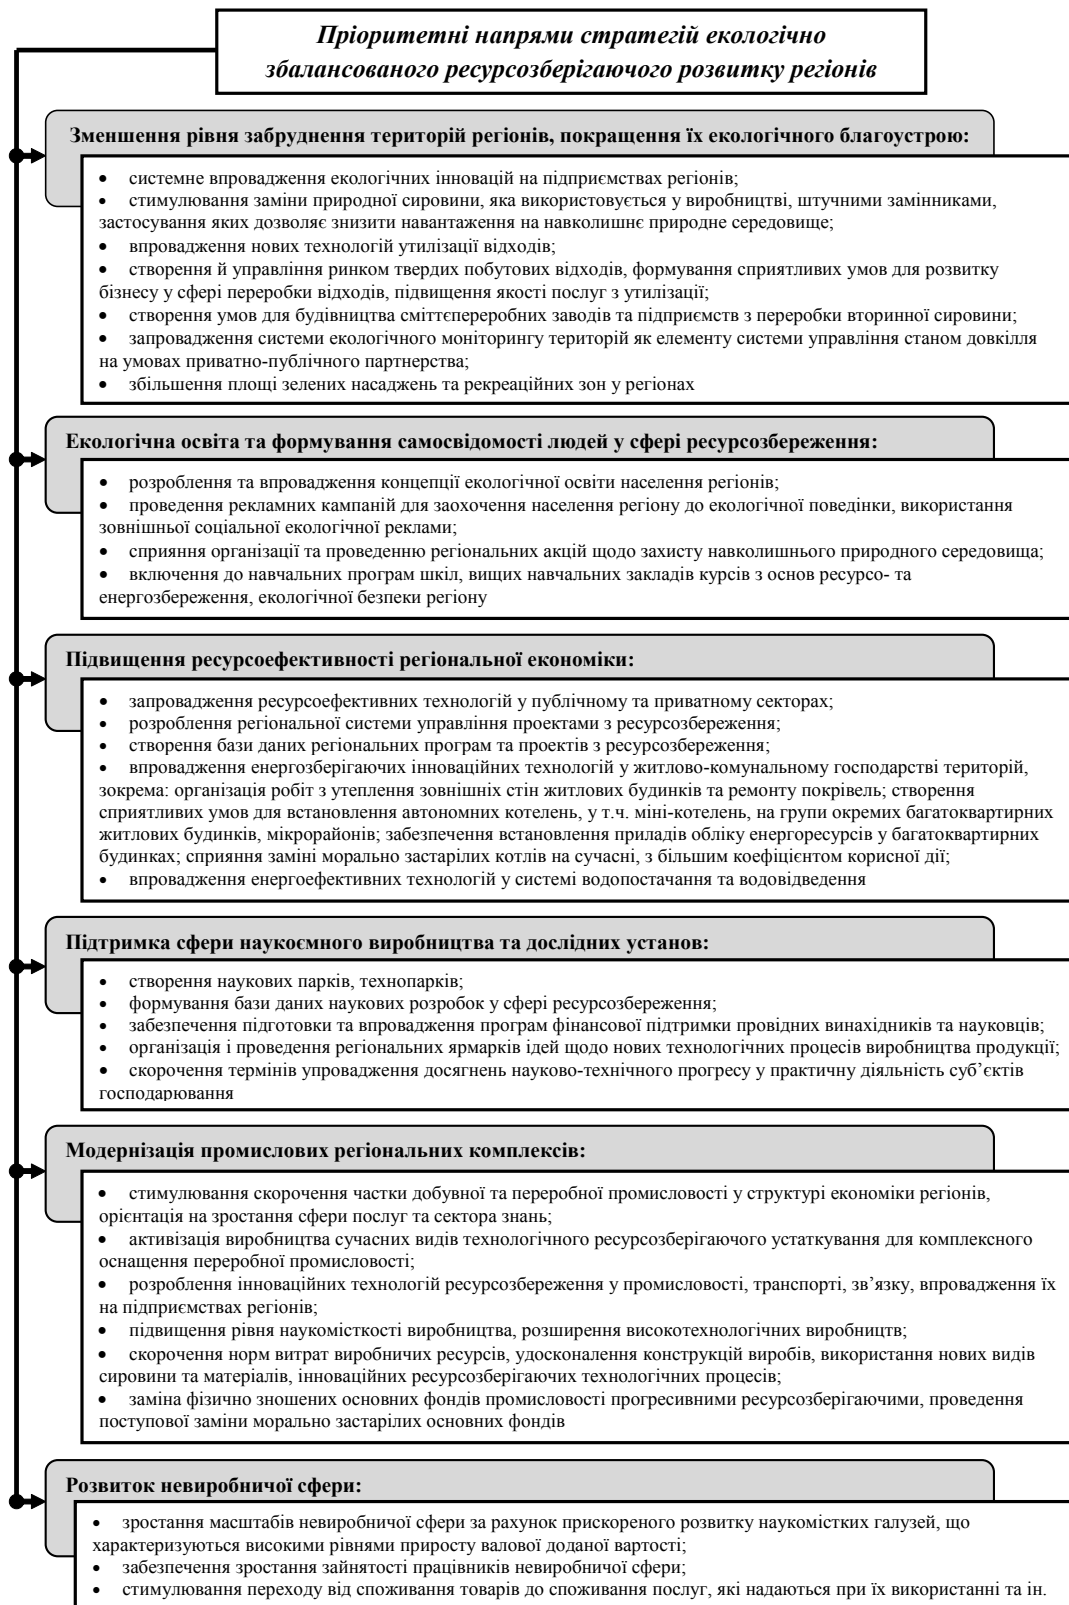 Пріоритетні напрями стратегій екологічно
збалансованого ресурсозберігаючого розвитку регіонів
Зменшення рівня забруднення територій регіонів, покращення їх екологічного благоустрою:
• системне впровадження екологічних інновацій на підприємствах регіонів;
• стимулювання заміни природної сировини, яка використовується у виробництві, штучними замінниками,
застосування яких дозволяє знизити навантаження на навколишнє природне середовище;
• впровадження нових технологій утилізації відходів;
• створення й управління ринком твердих побутових відходів, формування сприятливих умов для розвитку
бізнесу у сфері переробки відходів, підвищення якості послуг з утилізації;
• створення умов для будівництва сміттєпереробних заводів та підприємств з переробки вторинної сировини;
• запровадження системи екологічного моніторингу територій як елементу системи управління станом довкілля
на умовах приватно-публічного партнерства;
• збільшення площі зелених насаджень та рекреаційних зон у регіонах
Екологічна освіта та формування самосвідомості людей у сфері ресурсозбереження:
• розроблення та впровадження концепції екологічної освіти населення регіонів;
• проведення рекламних кампаній для заохочення населення регіону до екологічної поведінки, використання
зовнішньої соціальної екологічної реклами;
• сприяння організації та проведенню регіональних акцій щодо захисту навколишнього природного середовища;
• включення до навчальних програм шкіл, вищих навчальних закладів курсів з основ ресурсо- та
енергозбереження, екологічної безпеки регіону
Підвищення ресурсоефективності регіональної економіки:
• запровадження ресурсоефективних технологій у публічному та приватному секторах;
• розроблення регіональної системи управління проектами з ресурсозбереження;
• створення бази даних регіональних програм та проектів з ресурсозбереження;
• впровадження енергозберігаючих інноваційних технологій у житлово-комунальному господарстві територій,
зокрема: організація робіт з утеплення зовнішніх стін житлових будинків та ремонту покрівель; створення
сприятливих умов для встановлення автономних котелень, у т.ч. міні-котелень, на групи окремих багатоквартирних
житлових будинків, мікрорайонів; забезпечення встановлення приладів обліку енергоресурсів у багатоквартирних
будинках; сприяння заміні морально застарілих котлів на сучасні, з більшим коефіцієнтом корисної дії;
• впровадження енергоефективних технологій у системі водопостачання та водовідведення
Підтримка сфери наукоємного виробництва та дослідних установ:
• створення наукових парків, технопарків;
• формування бази даних наукових розробок у сфері ресурсозбереження;
• забезпечення підготовки та впровадження програм фінансової підтримки провідних винахідників та науковців;
• організація і проведення регіональних ярмарків ідей щодо нових технологічних процесів виробництва продукції;
• скорочення термінів упровадження досягнень науково-технічного прогресу у практичну діяльність суб’єктів
господарювання
Модернізація промислових регіональних комплексів:
• стимулювання скорочення частки добувної та переробної промисловості у структурі економіки регіонів,
орієнтація на зростання сфери послуг та сектора знань;
• активізація виробництва сучасних видів технологічного ресурсозберігаючого устаткування для комплексного
оснащення переробної промисловості;
• розроблення інноваційних технологій ресурсозбереження у промисловості, транспорті, зв’язку, впровадження їх
на підприємствах регіонів;
• підвищення рівня наукомісткості виробництва, розширення високотехнологічних виробництв;
• скорочення норм витрат виробничих ресурсів, удосконалення конструкцій виробів, використання нових видів
сировини та матеріалів, інноваційних ресурсозберігаючих технологічних процесів;
• заміна фізично зношених основних фондів промисловості прогресивними ресурсозберігаючими, проведення
поступової заміни морально застарілих основних фондів
Розвиток невиробничої сфери:
• зростання масштабів невиробничої сфери за рахунок прискореного розвитку наукомістких галузей, що
характеризуються високими рівнями приросту валової доданої вартості;
• забезпечення зростання зайнятості працівників невиробничої сфери;
• стимулювання переходу від споживання товарів до споживання послуг, які надаються при їх використанні та ін.